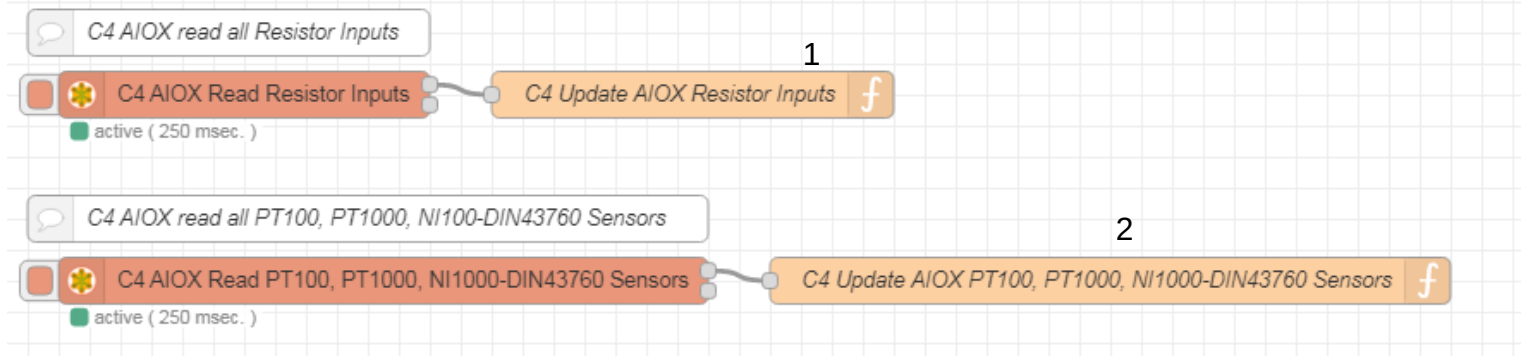 C4 AIOX read all Resistor Inputs
1
C4 AIOX Read Resistor Inputs
C4 Update AIOX Resistor Inputs
active ( 250 msec. )
C4 AIOX read all PT100, PT1000, NI100-DIN43760 Sensors
2
C4 AIOX Read PT100, PT1000, NI1000-DIN43760 Sensors
C4 Update AIOX PT100, PT1000, NI1000-DIN43760 Sensors
active ( 250 msec. )